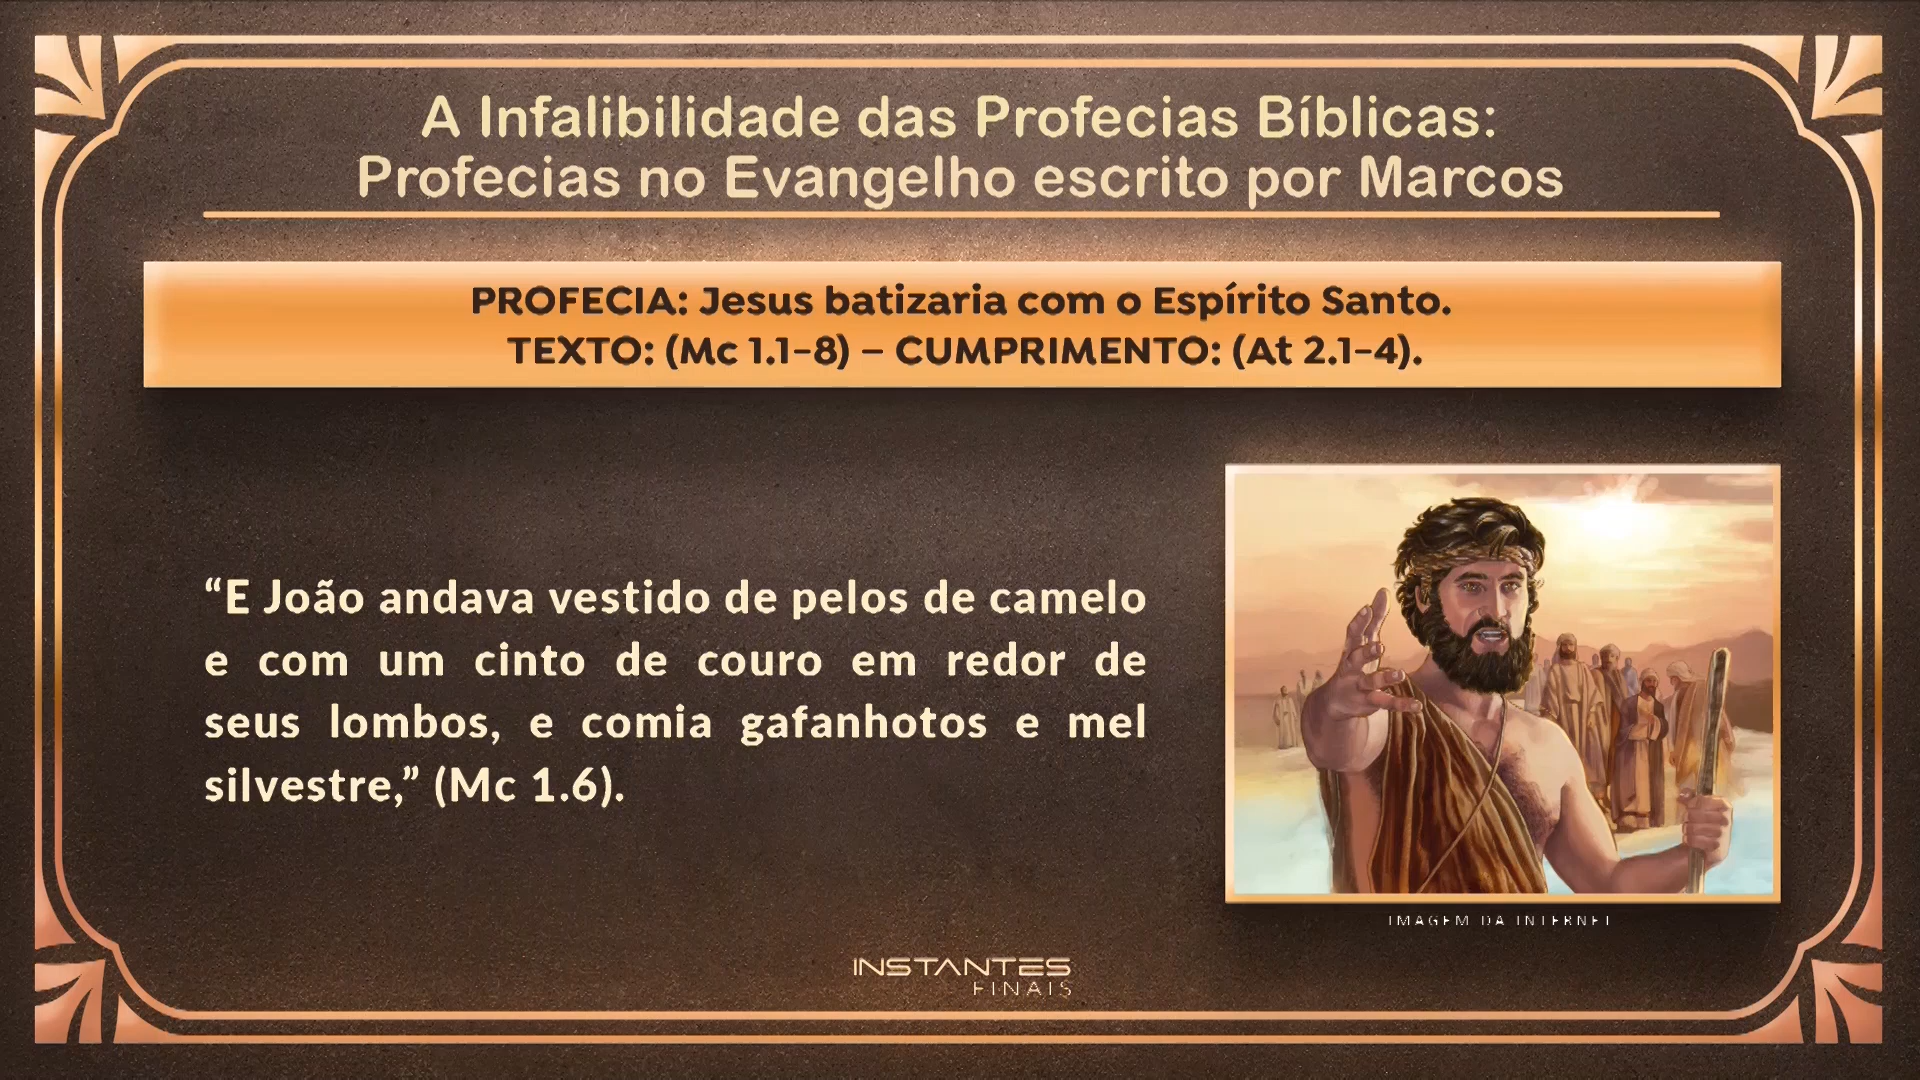 A Infalibilidade das Profecias Bíblicas:
Profecias no Evangelho escrito por Marcos
PROFECIA: Jesus batizaria com o Espírito Santo.
TEXTO: (Mc 1.1-8) – CUMPRIMENTO: (At 2.1-4).
“E João andava vestido de pelos de camelo
e com um cinto de couro em redor de
seus lombos, e comia gafanhotos e mel
silvestre,” (Mc 1.6).
IMAGEM DA INTERNET
INSTANTES
FINAIS